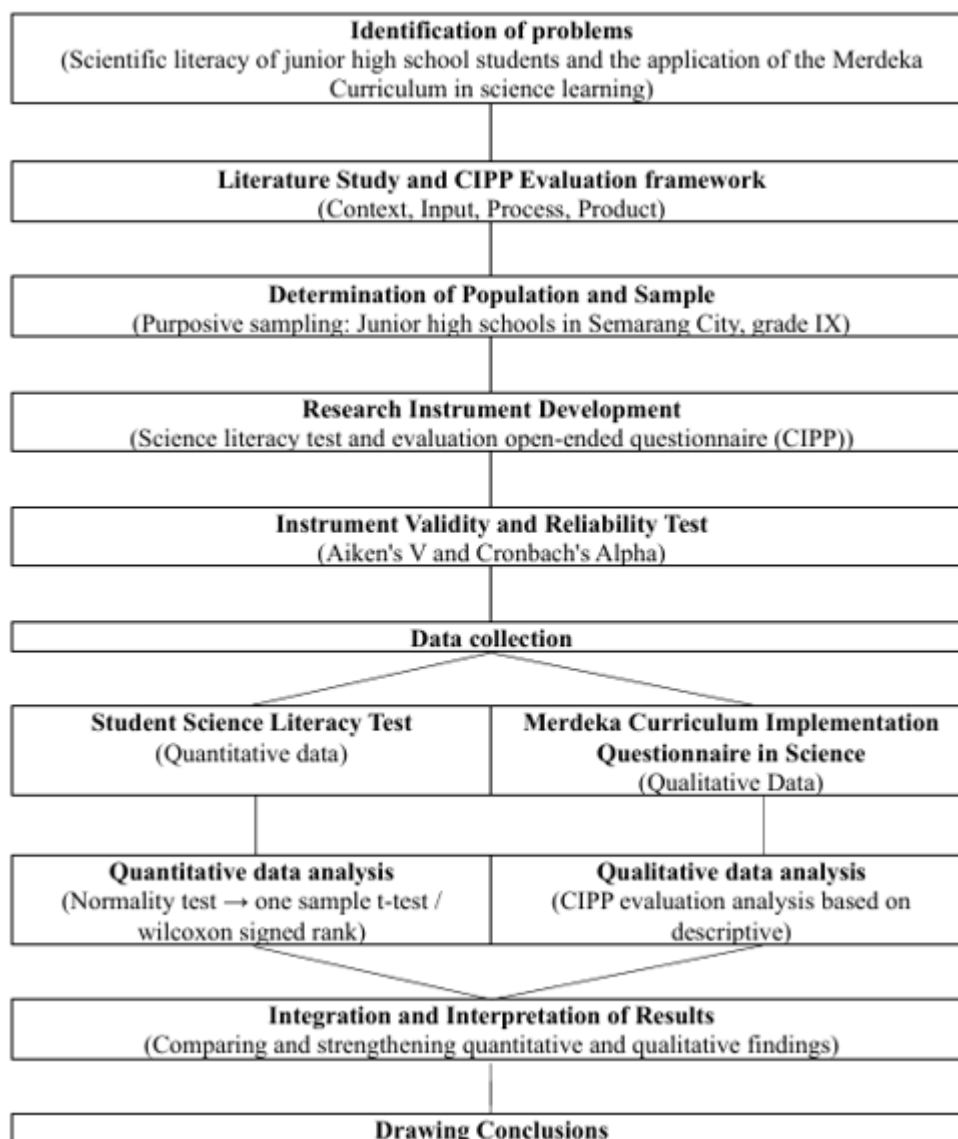 Identification of problems
(Scientific literacy of junior high school students and the application of the Merdeka
Curriculum in science learning)
Literature Study and CIPP Evaluation framework
(Context, Input, Process, Product)
Determination of Population and Sample
(Purposive sampling: Junior high schools in Semarang City, grade IX)
Research Instrument Development
(Science literacy test and evaluation open-ended questionnaire (CIPP))
Instrument Validity and Reliability Test
(Aiken's V and Cronbach's Alpha)
Data collection
Student Science Literacy Test
(Quantitative data)
Merdeka Curriculum Implementation
Questionnaire in Science
(Qualitative Data)
Quantitative data analysis
(Normality test → one sample t-test /
wilcoxon signed rank)
Qualitative data analysis
(CIPP evaluation analysis based on
descriptive)
Integration and Interpretation of Results
(Comparing and strengthening quantitative and qualitative findings)
Drawing Conclusions